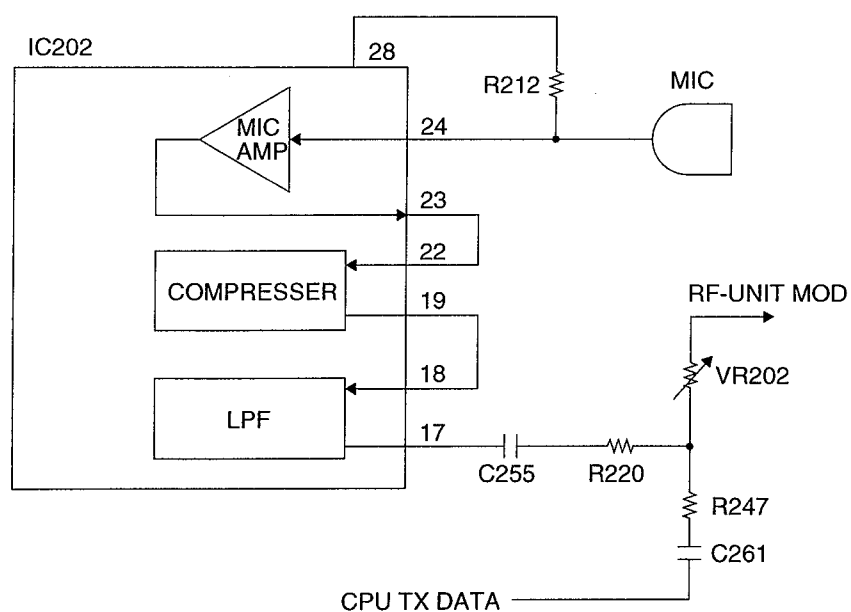 IC202
28
R212
MIC
24
MIC
AMP
23
22
COMPRESSER
19
RF-UNIT MOD
18
VR202
LPF
17
C255
R220
R247
C261
CPU TX DATA